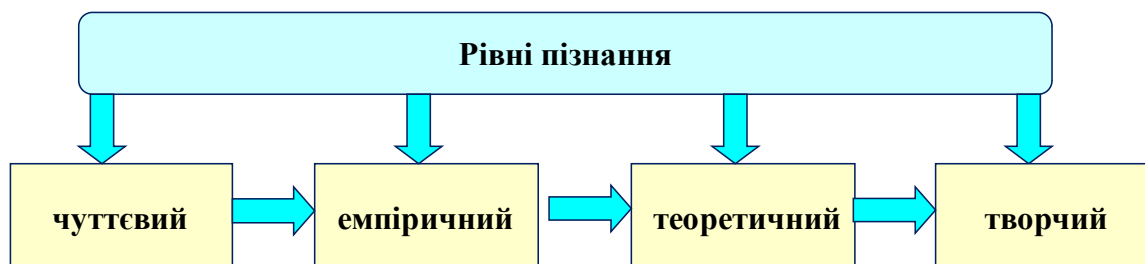 Рівні пізнання
чуттєвий
емпіричний
теоретичний
творчий